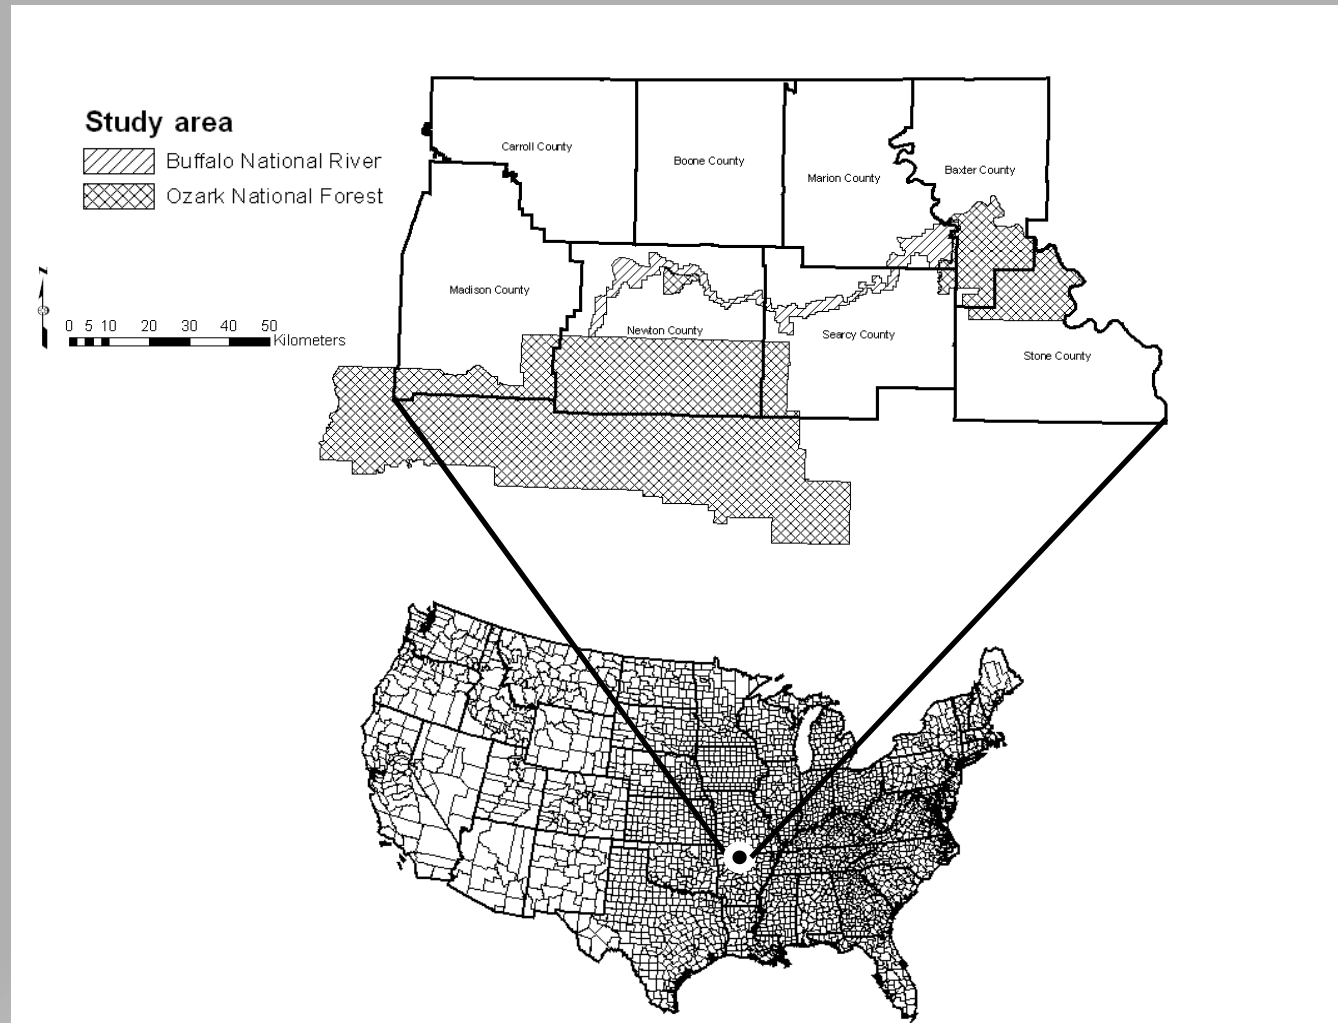 Study area
Buffalo National River
Ozark National Forest
N
0 5 10 20 30 40 50
Kilometers
Carroll County
Boone County
Marion County
Baxter County
Madison County
Newton County
Searcy County
Stone County